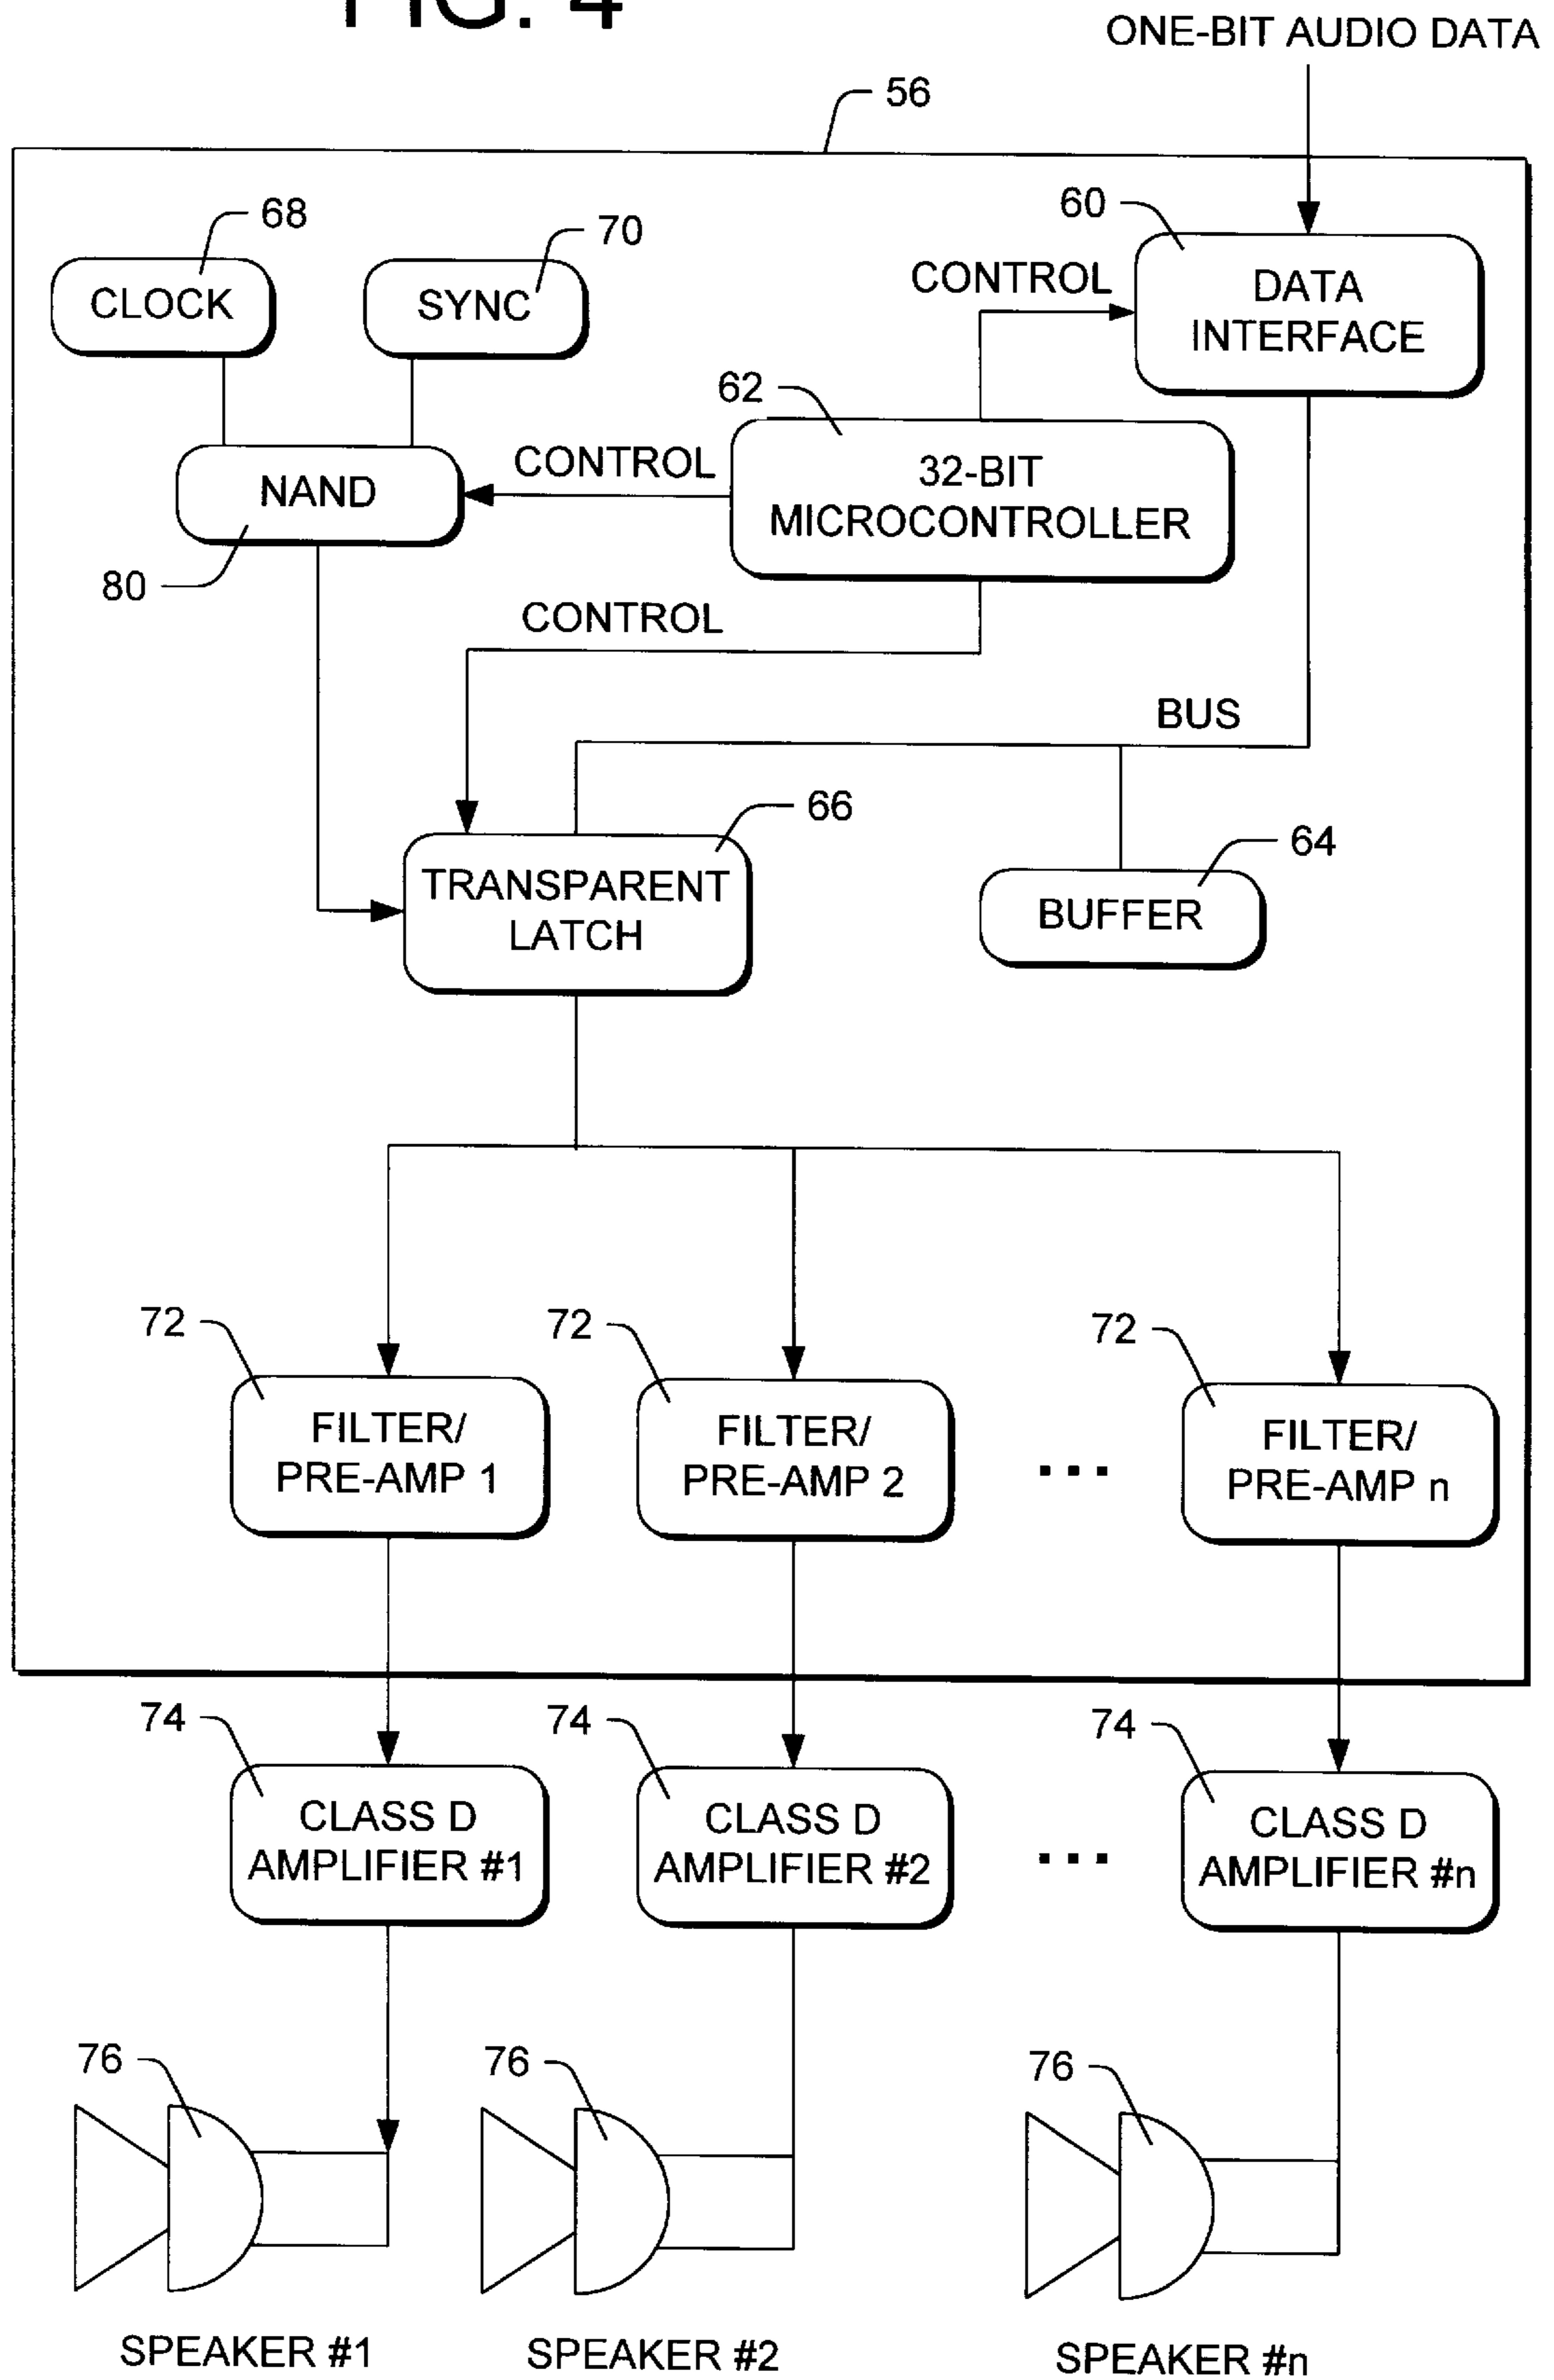 FIG. 4
ONE-BIT AUDIO DATA
56
68
70
60
CLOCK
SYNC
CONTROL
DATA
INTERFACE
62
NAND
CONTROL
32-BIT
MICROCONTROLLER
80
CONTROL
BUS
66
64
TRANSPARENT
LATCH
BUFFER
72
72
72
FILTER/
PRE-AMP 1
FILTER/
PRE-AMP 2
...
FILTER/
PRE-AMP n
74
74
74
CLASS D
AMPLIFIER #1
CLASS D
AMPLIFIER #2
...
CLASS D
AMPLIFIER #n
76
76
76
SPEAKER #1
SPEAKER #2
SPEAKER #n